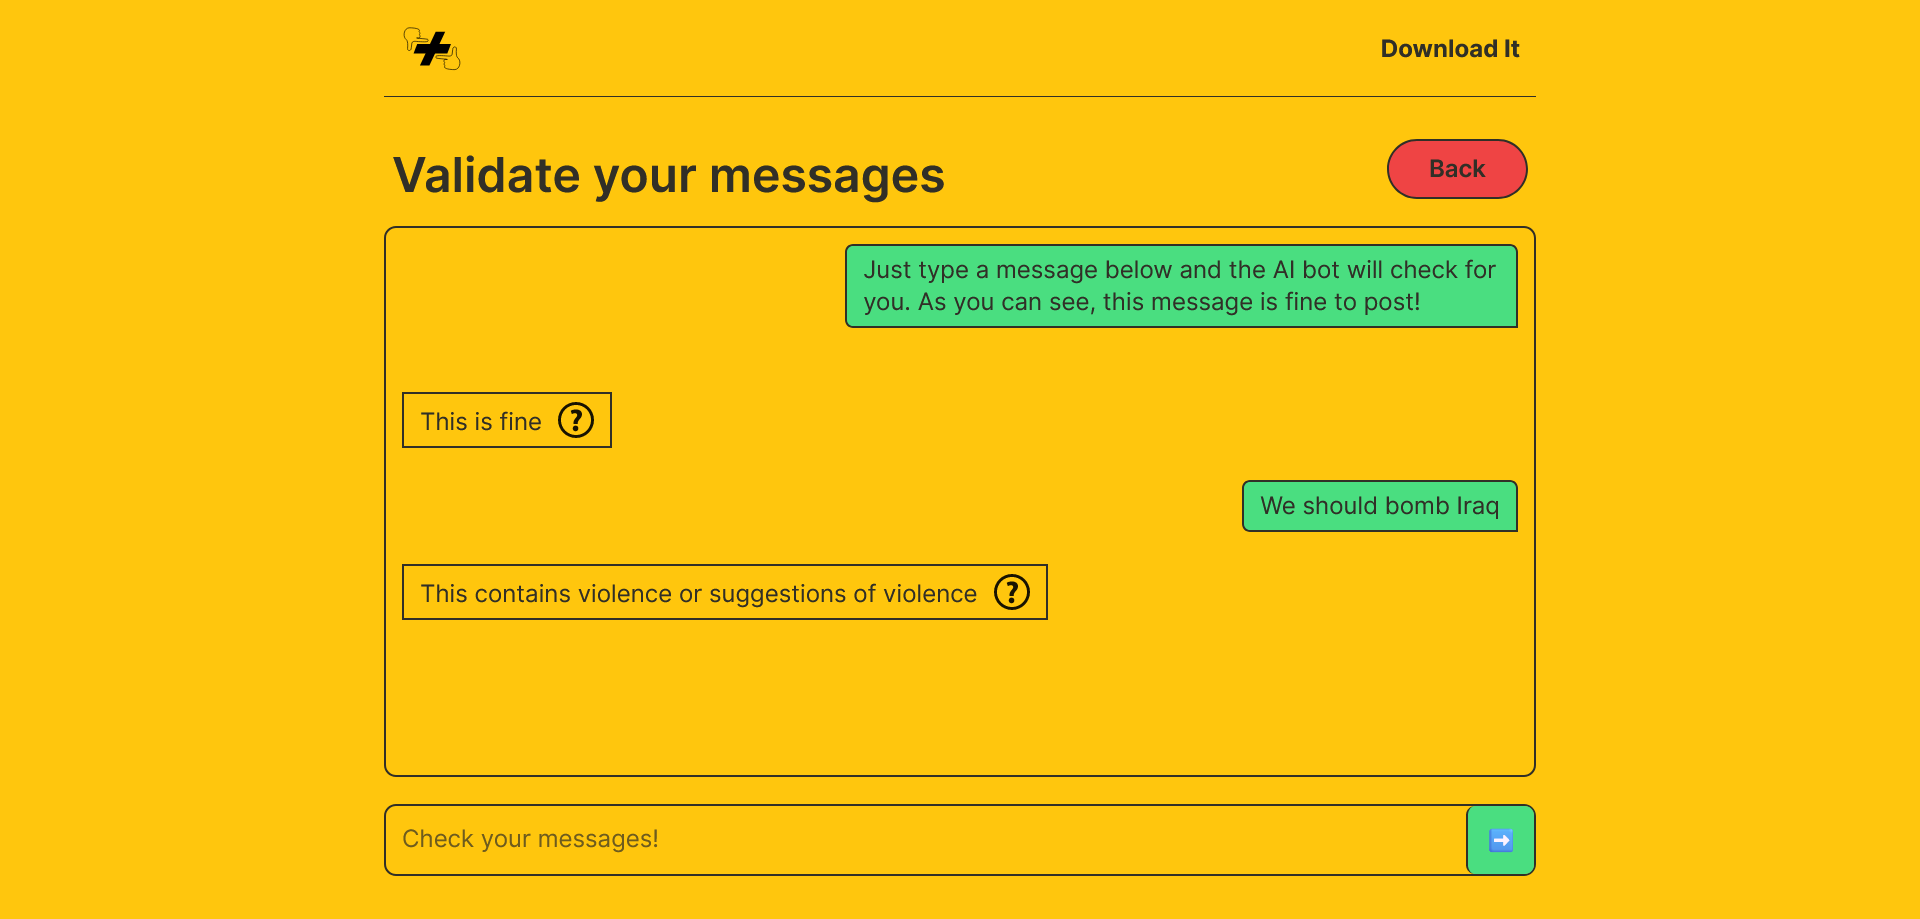 Download It
Validate your messages
Back
Just type a message below and the AI bot will check for
you. As you can see, this message is fine to post!
This is fine ?
We should bomb Iraq
This contains violence or suggestions of violence ?
Check your messages!